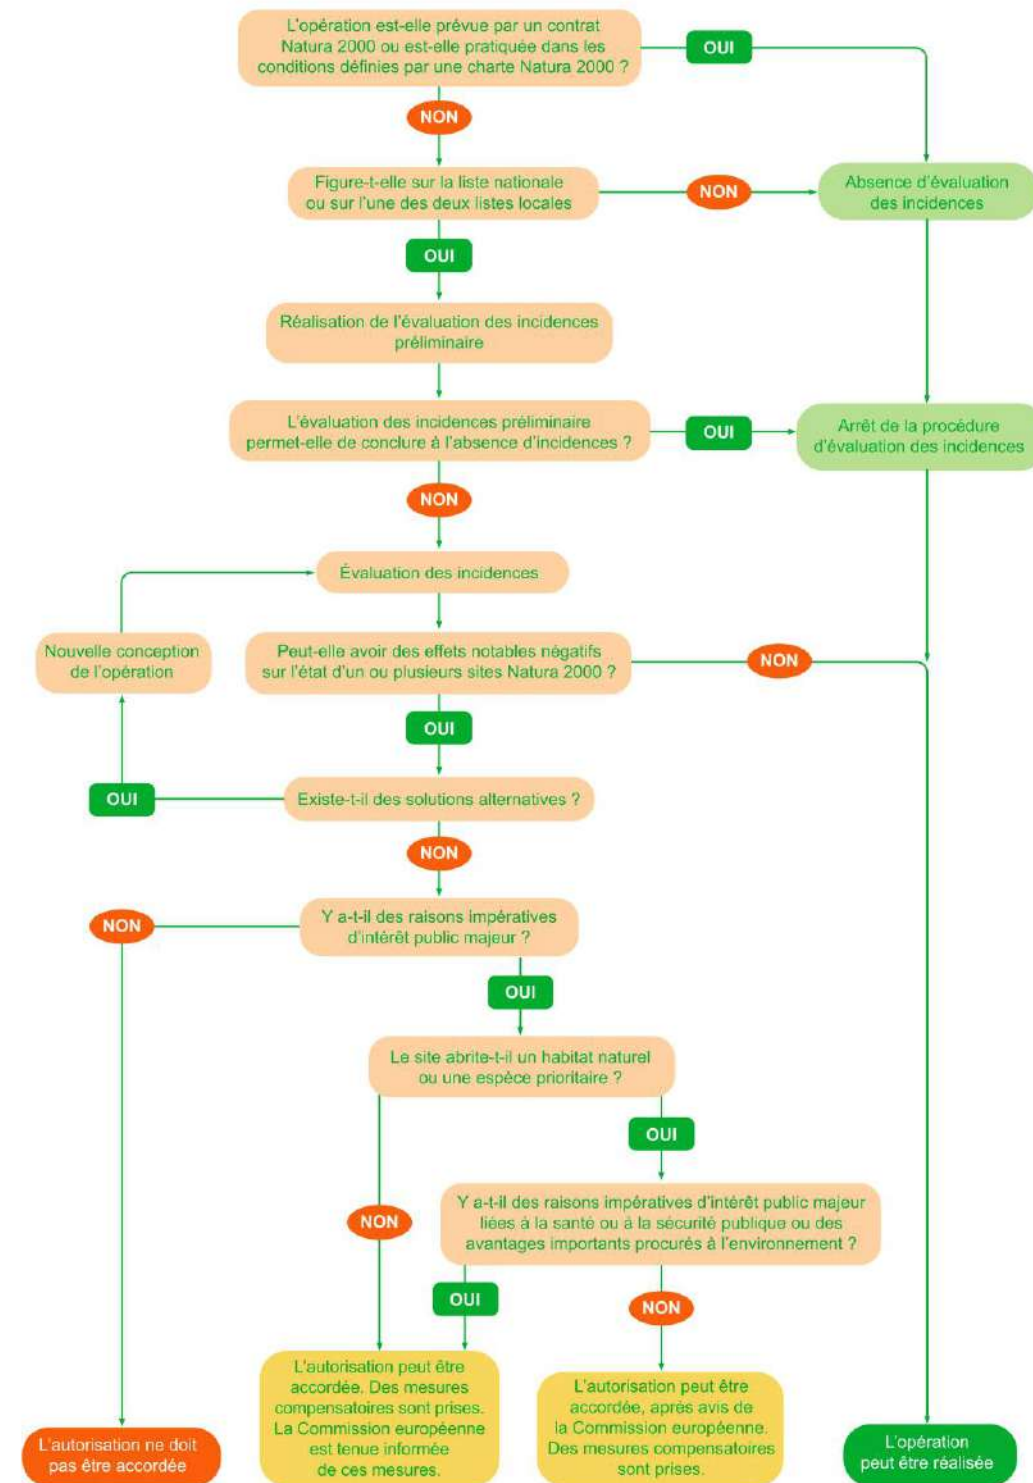 L'opération est-elle prévue par un contrat
Natura 2000 ou est-elle pratiquée dans les
conditions définies par une charte Natura 2000 ?
OUI
NON
Figure-t-elle sur la liste nationale
ou sur l'une des deux listes locales
NON
Absence d'évaluation
des incidences
OUI
Réalisation de l'évaluation des incidences
préliminaire
L'évaluation des incidences préliminaire
permet-elle de conclure à l'absence d'incidences ?
OUI
Arrêt de la procédure
d'évaluation des incidences
NON
Évaluation des incidences
Nouvelle conception
de l'opération
Peut-elle avoir des effets notables négatifs
sur l'état d'un ou plusieurs sites Natura 2000 ?
NON
OUI
OUI
Existe-t-il des solutions alternatives ?
NON
NON
Y a-t-il des raisons impératives
d'intérêt public majeur ?
OUI
Le site abrite-t-il un habitat naturel
ou une espèce prioritaire ?
OUI
NON
Y a-t-il des raisons impératives d'intérêt public majeur
liées à la santé ou à la sécurité publique ou des
avantages importants procurés à l'environnement ?
OUI
NON
L'autorisation ne doit
pas être accordée
L'autorisation peut être
accordée. Des mesures
compensatoires sont prises.
La Commission européenne
est tenue informée
de ces mesures.
L'autorisation peut être
accordée, après avis de
la Commission européenne.
Des mesures compensatoires
sont prises.
L'opération
peut être réalisée